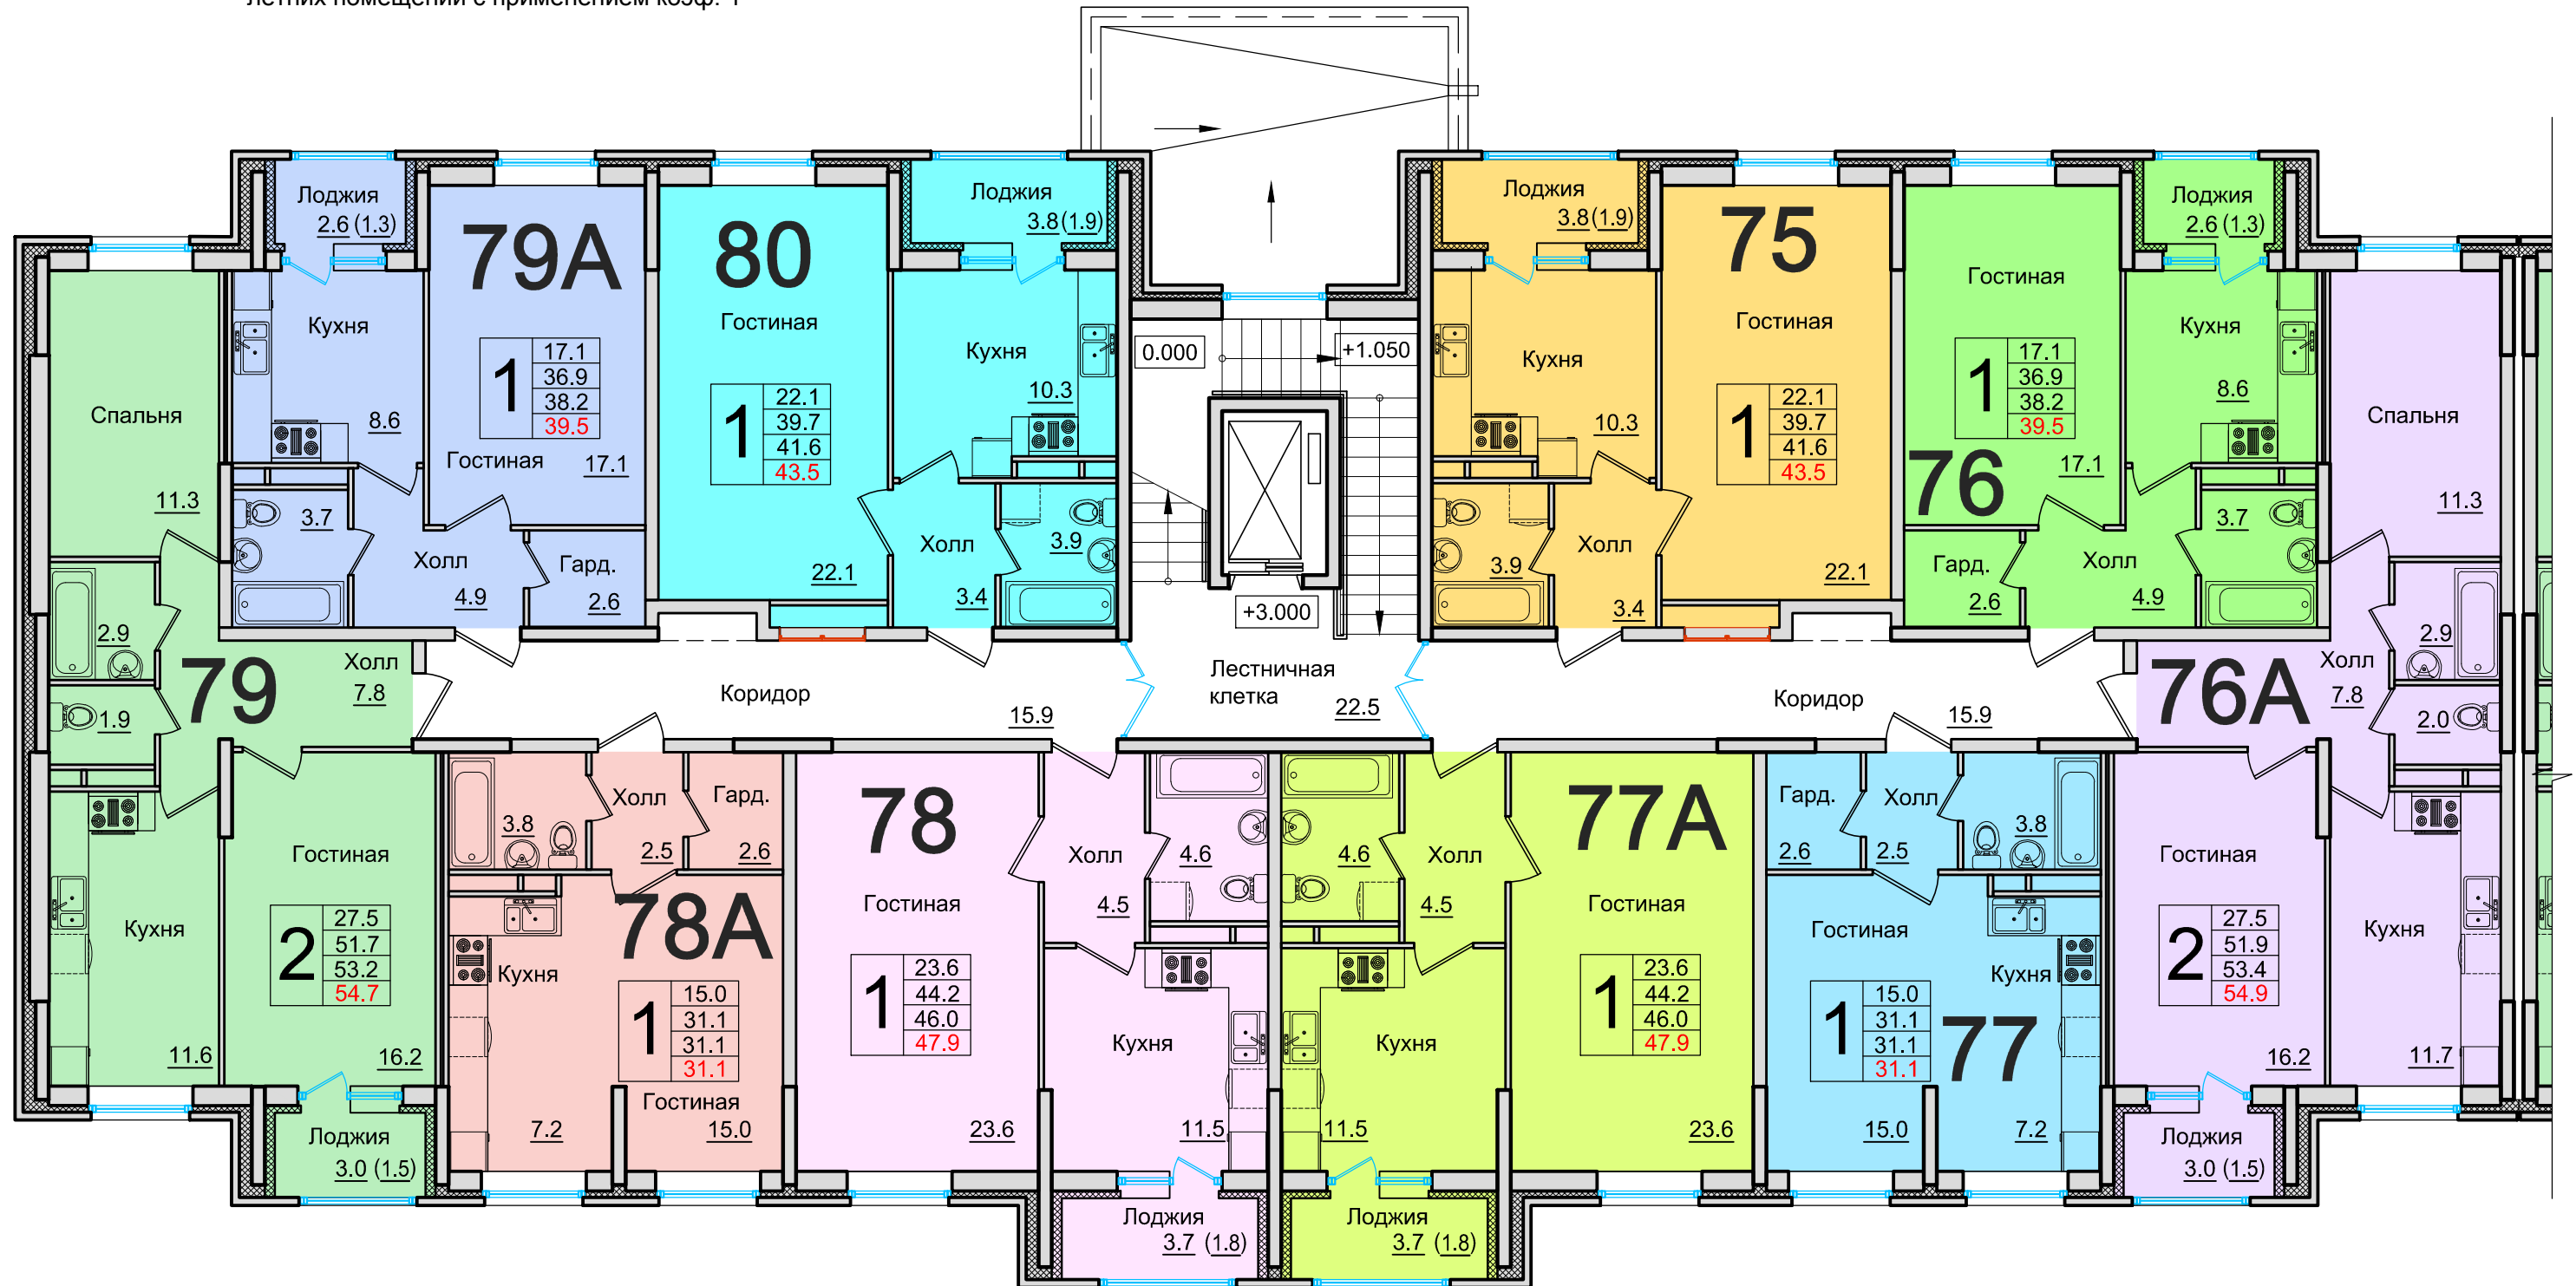 летних помещений с применением коэф. 1
Лоджия
2.6 (1.3)
79А
Кухня
8.6
1
17.1
36.9
38.2
39.5
Гостиная
17.1
3.7
Холл
4.9
Гард.
2.6
80
Гостиная
1
22.1
39.7
41.6
43.5
22.1
Лоджия
3.8(1.9)
Кухня
10.3
Холл
3.4
3.9
0.000
+1.050
+3.000
Лестничная
клетка
22.5
Лоджия
3.8(1.9)
75
Гостиная
Кухня
10.3
1
22.1
39.7
41.6
43.5
3.9
Холл
3.4
22.1
Гостиная
1
17.1
36.9
38.2
39.5
76
17.1
Лоджия
2.6 (1.3)
Кухня
8.6
Гард.
2.6
Холл
4.9
3.7
Спальня
11.3
2.9
Холл
7.8
79
1.9
Кухня
11.6
Гостиная
2
27.5
51.7
53.2
54.7
16.2
Лоджия
3.0 (1.5)
Коридор
15.9
3.8
Холл
2.5
Гард.
2.6
78А
Кухня
7.2
1
15.0
31.1
31.1
31.1
Гостиная
15.0
78
Гостиная
1
23.6
44.2
46.0
47.9
23.6
Холл
4.5
4.6
Кухня
11.5
Лоджия
3.7 (1.8)
4.6
Холл
4.5
77А
Гостиная
1
23.6
44.2
46.0
47.9
23.6
Кухня
11.5
Лоджия
3.7 (1.8)
Коридор
15.9
Гард.
2.6
Холл
2.5
3.8
Гостиная
Кухня
1
15.0
31.1
31.1
31.1
77
15.0
7.2
Спальня
11.3
2.9
Холл
7.8
76А
2.0
Гостиная
2
27.5
51.9
53.4
54.9
16.2
Кухня
11.7
Лоджия
3.0 (1.5)